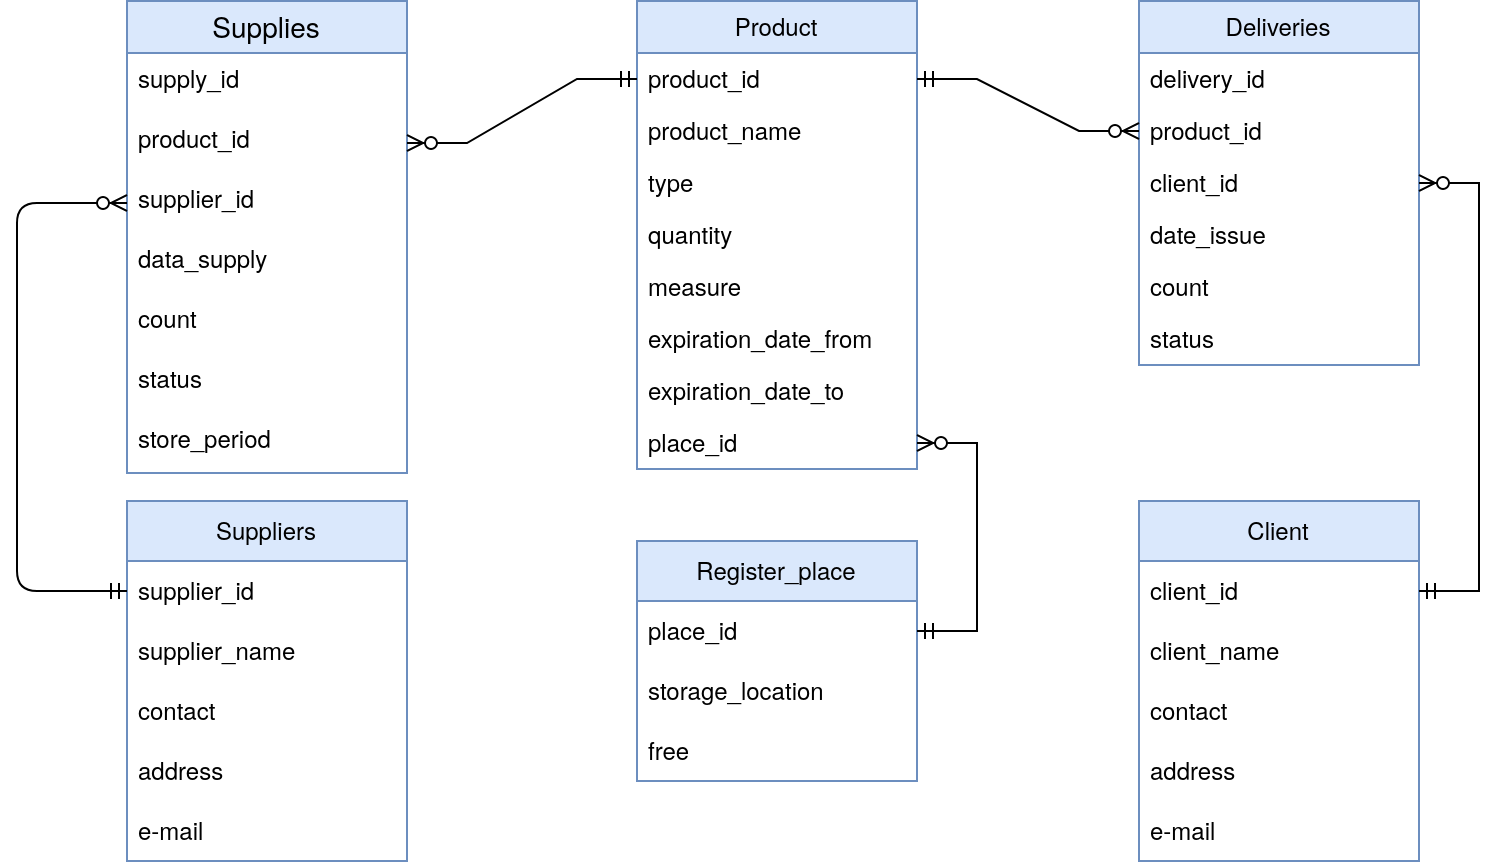 Supplies
supply_id
product_id
supplier_id
data_supply
count
status
store_period
Product
product_id
product_name
type
quantity
measure
expiration_date_from
expiration_date_to
place_id
Deliveries
delivery_id
product_id
client_id
date_issue
count
status
Suppliers
supplier_id
supplier_name
contact
address
e-mail
Register_place
place_id
storage_location
free
Client
client_id
client_name
contact
address
e-mail